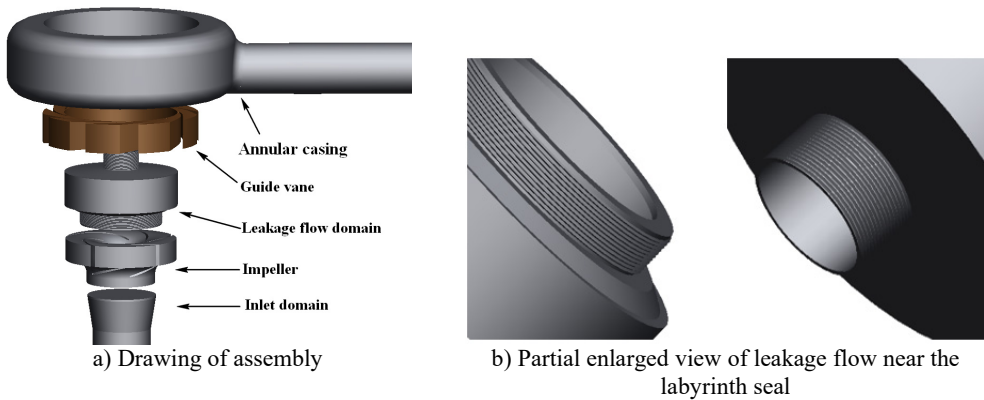 Annular casing
Guide vane
Leakage flow domain
Impeller
Inlet domain
a) Drawing of assembly
b) Partial enlarged view of leakage flow near the
labyrinth seal